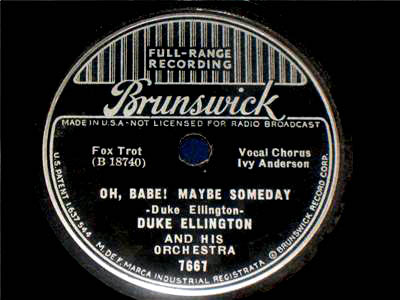 FULL-RANGE
RECORDING
Brunswick
MADE IN U.S.A - NOT LICENSED FOR RADIO BROADCAST
Fox Trot
(B 18740)
Vocal Chorus
Ivy Anderson
OH, BABE! MAYBE SOMEDAY
-Duke Ellington-
DUKE ELLINGTON
AND HIS
ORCHESTRA
7667
U.S. PATENT 1,637,544
M. DE F. MARCA INDUSTRIAL REGISTRATA
© BRUNSWICK RECORD CORP.